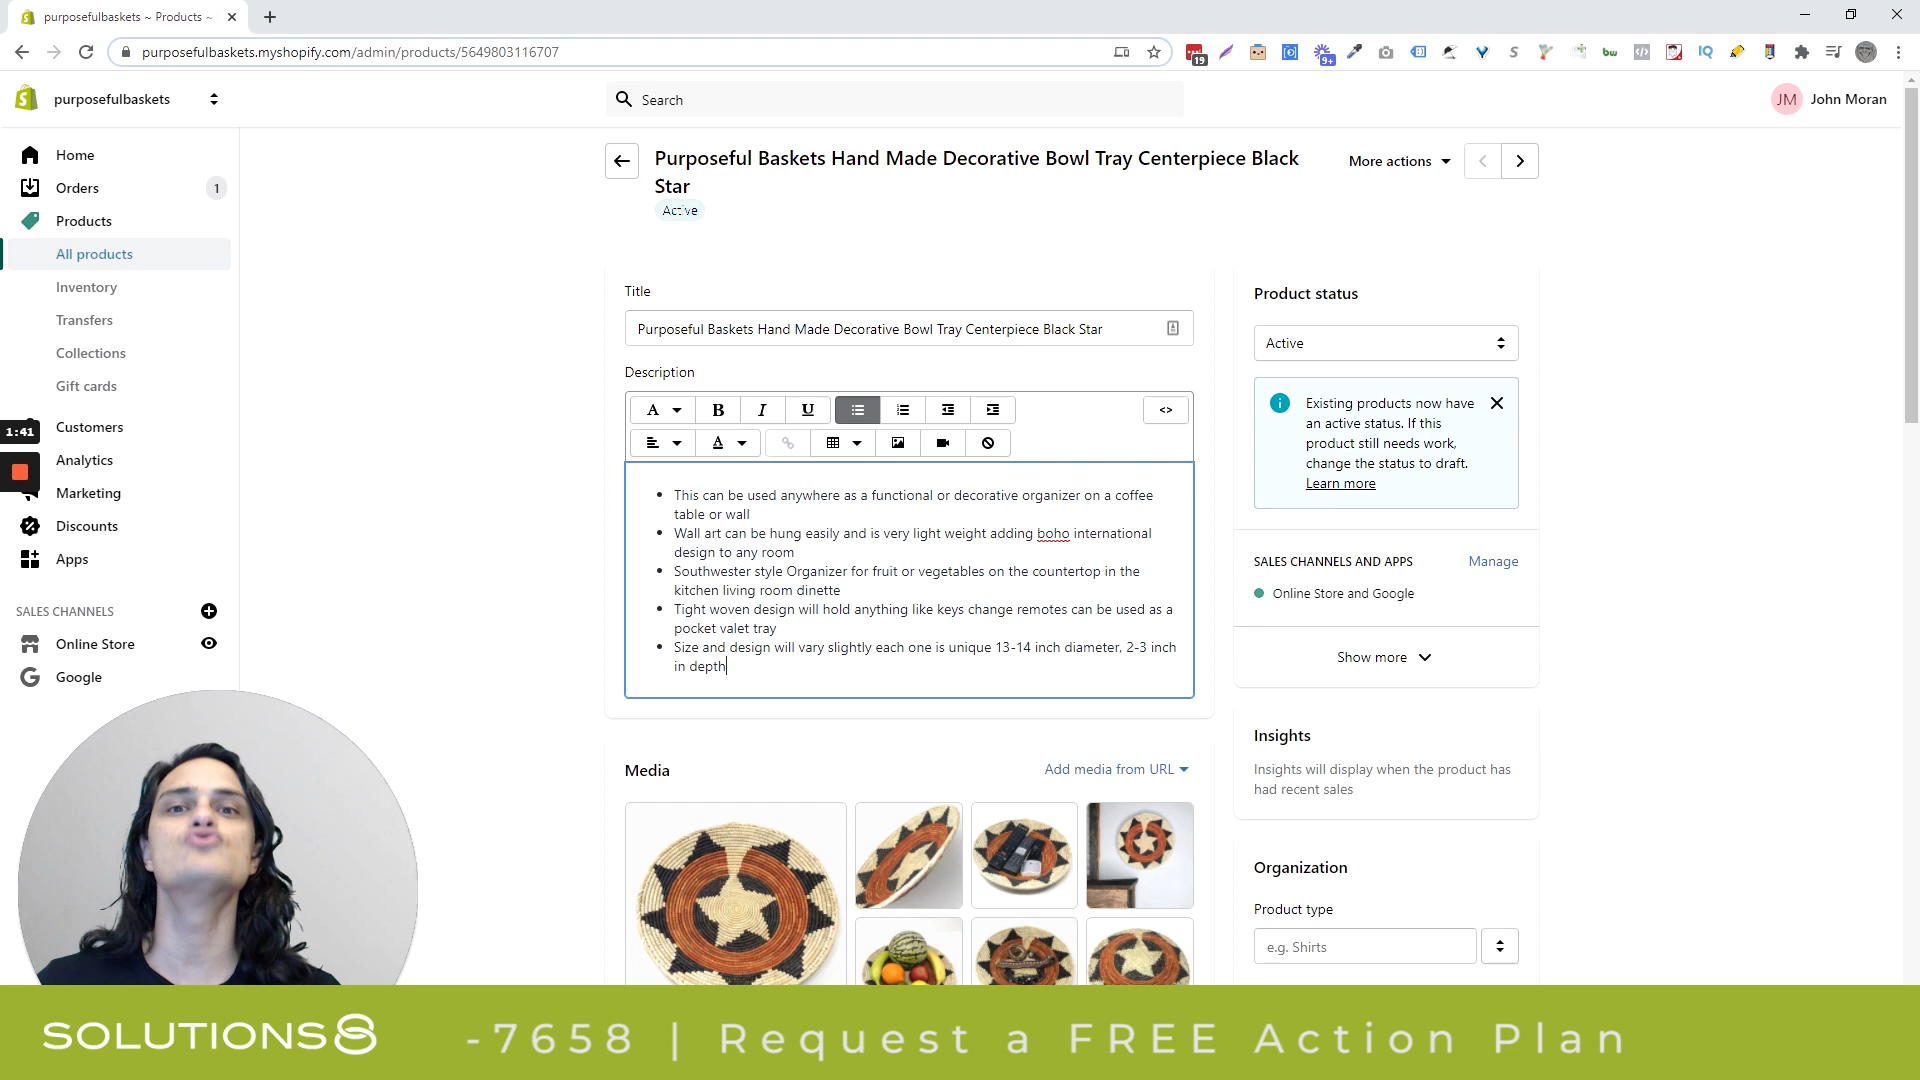 purposefulbaskets ~ Products ~
purposefulbaskets.myshopify.com/admin/products/5649803116707
19
9+
bw
IQ
purposefulbaskets
Search
JM John Moran
Home
Orders 1
Products
All products
Inventory
Transfers
Collections
Gift cards
Customers
1:41
Analytics
Marketing
Discounts
Apps
SALES CHANNELS
Online Store
Google
Purposeful Baskets Hand Made Decorative Bowl Tray Centerpiece Black
Star
Active
More actions
Title
Purposeful Baskets Hand Made Decorative Bowl Tray Centerpiece Black Star
Description
A B I U <>
A
This can be used anywhere as a functional or decorative organizer on a coffee
table or wall
Wall art can be hung easily and is very light weight adding boho international
design to any room
Southwester style Organizer for fruit or vegetables on the countertop in the
kitchen living room dinette
Tight woven design will hold anything like keys change remotes can be used as a
pocket valet tray
Size and design will vary slightly each one is unique 13-14 inch diameter, 2-3 inch
in depth
Media
Add media from URL
Product status
Active
Existing products now have
an active status. If this
product still needs work,
change the status to draft.
Learn more
SALES CHANNELS AND APPS Manage
Online Store and Google
Show more
Insights
Insights will display when the product has
had recent sales
Organization
Product type
e.g. Shirts
SOLUTIONS8
-7658 | Request a FREE Action Plan